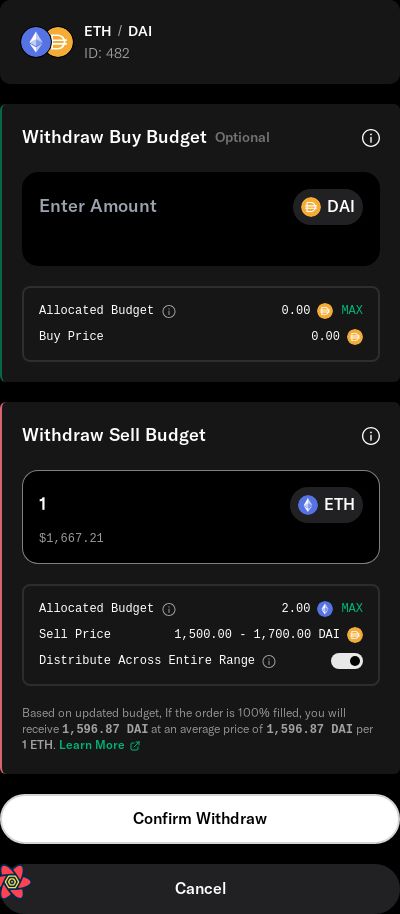 ETH / DAI
ID: 482
Withdraw Buy Budget Optional
Enter Amount DAI
Allocated Budget 0.00 MAX
Buy Price 0.00
Withdraw Sell Budget
1 ETH
$1,667.21
Allocated Budget 2.00 MAX
Sell Price 1,500.00 - 1,700.00 DAI
Distribute Across Entire Range
Based on updated budget, If the order is 100% filled, you will
receive 1,596.87 DAI at an average price of 1,596.87 DAI per
1 ETH. Learn More
Confirm Withdraw
Cancel